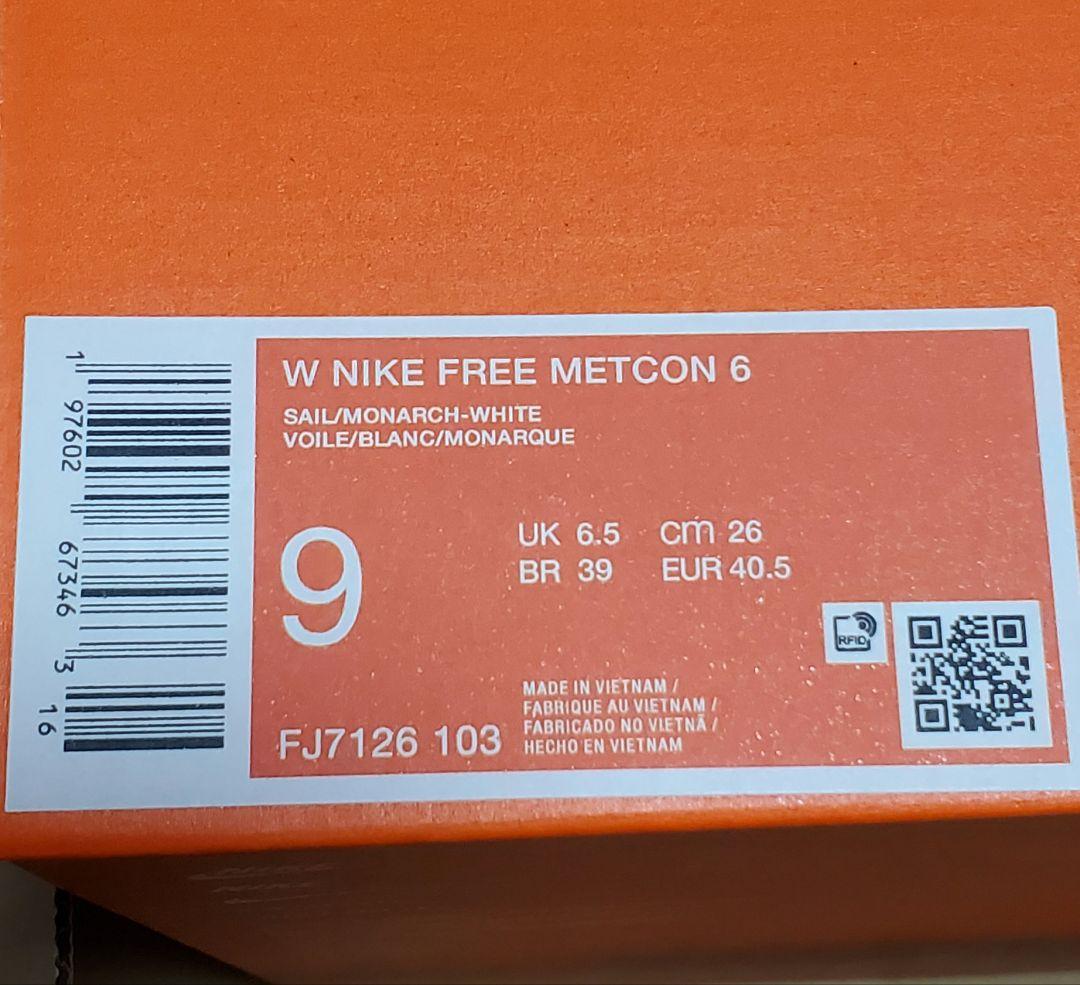 W NIKE FREE METCON 6
SAIL/MONARCH-WHITE
VOILE/BLANC/MONARQUE
9
UK 6.5 cm 26
BR 39 EUR 40.5
RFID
MADE IN VIETNAM /
FABRIQUE AU VIETNAM /
FABRICADO NO VIETNÃ /
HECHO EN VIETNAM
FJ7126 103
1 97602 67346 3 16
NIKE